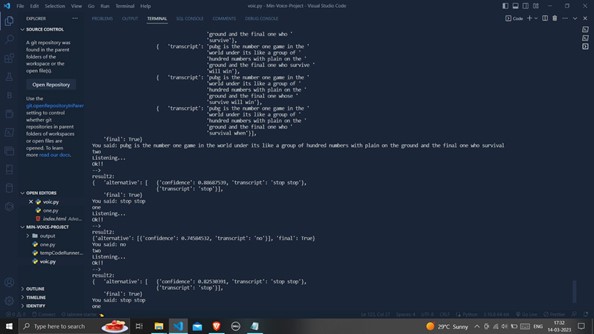 File Edit Selection View Go Run Terminal Help
voic.py - Mini-Voice-Project - Visual Studio Code
EXPLORER
PROBLEMS OUTPUT TERMINAL SQL CONSOLE COMMENTS DEBUG CONSOLE
Code
SOURCE CONTROL
A git repository was
found in the parent
folders of the
workspace or the
open file(s).
Open Repository
Use the
git.openRepositoryInParen
setting to control
whether git
repositories in parent
folders of workspaces
or open files are
opened. To learn
more read our docs.
OPEN EDITORS
voic.py
one.py
index.html
MINI-VOICE-PROJECT
output
one.py
tempCodeRunner...
voic.py
OUTLINE
TIMELINE
IDENTIFY
'ground and the final one who '
'survive'},
{ 'transcript': 'pubg is the number one game in the '
'world under its like a group of '
'hundred numbers with plain on the '
'ground and the final one who survive '
'will win'},
{ 'transcript': 'pubg is the number one game in the '
'world under its like a group of '
'hundred numbers with plain on the '
'ground and the final one whose '
'survive will win'},
{ 'transcript': 'pubg is the number one game in the '
'world under its like a group of '
'hundred numbers with plain on the '
'ground and the final one who '
'survival when'}],
'final': True}
You said: pubg is the number one game in the world under its like a group of hundred numbers with plain on the ground and the final one who survival
two
Listening...
Ok!!
-->
result2:
{ 'alternative': [ {'confidence': 0.88687539, 'transcript': 'stop stop'},
{'transcript': 'stop'}],
'final': True}
You said: stop stop
one
Listening...
Ok!!
-->
result2:
{'alternative': [{'confidence': 0.74504532, 'transcript': 'no'}], 'final': True}
You said: no
two
Listening...
Ok!!
-->
result2:
{ 'alternative': [ {'confidence': 0.82530391, 'transcript': 'stop stop'},
{'transcript': 'stop'}],
'final': True}
You said: stop stop
one
Type here to search
29°C Sunny
17:32
14-03-2023